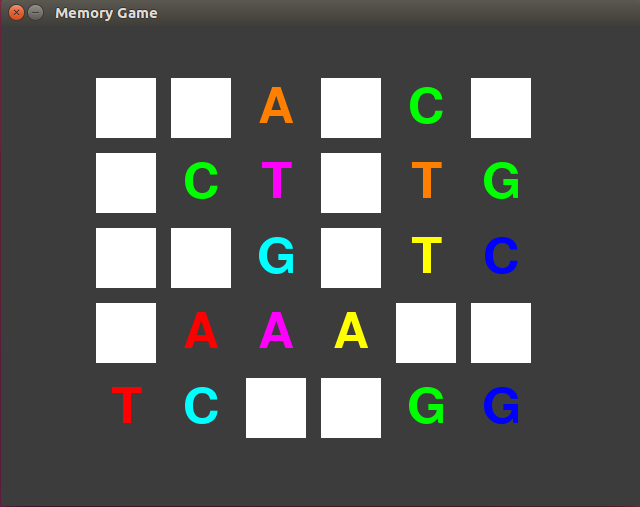 Memory Game
A C
C T T G
G T C
A A A
T C G G